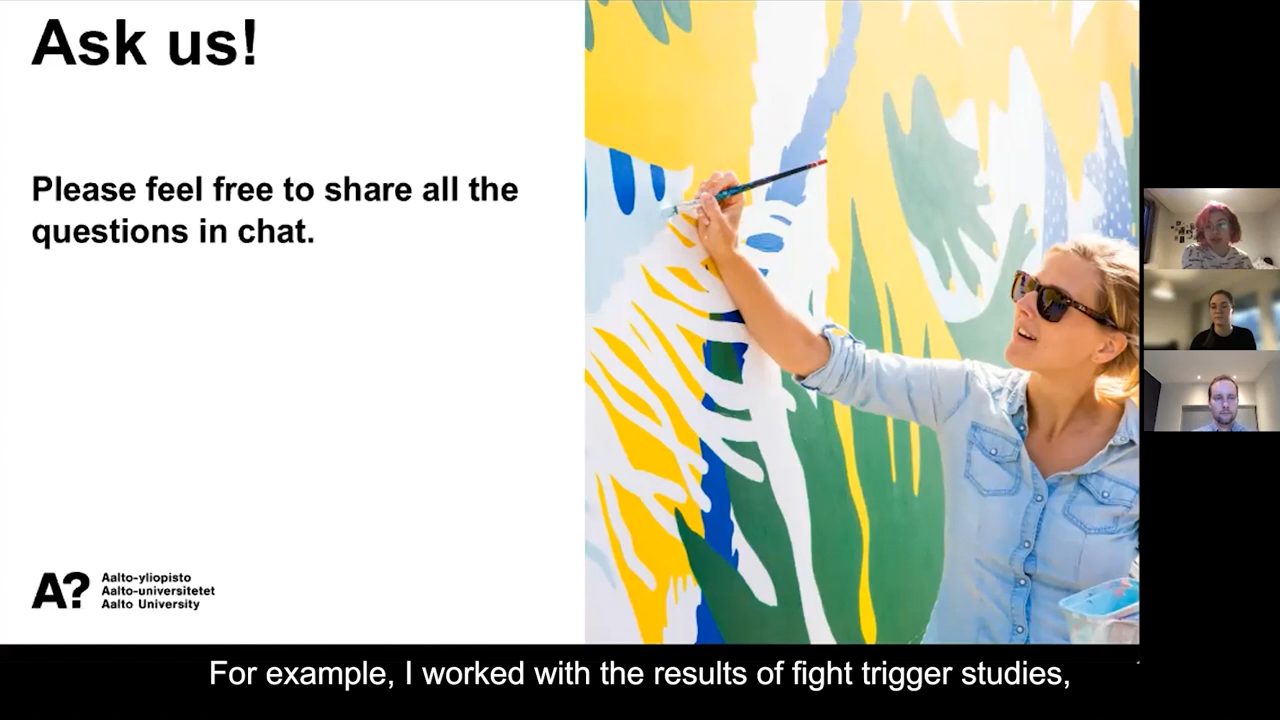 Ask us!
Please feel free to share all the
questions in chat.
A?
Aalto-yliopisto
Aalto-universitetet
Aalto University
For example, I worked with the results of fight trigger studies,